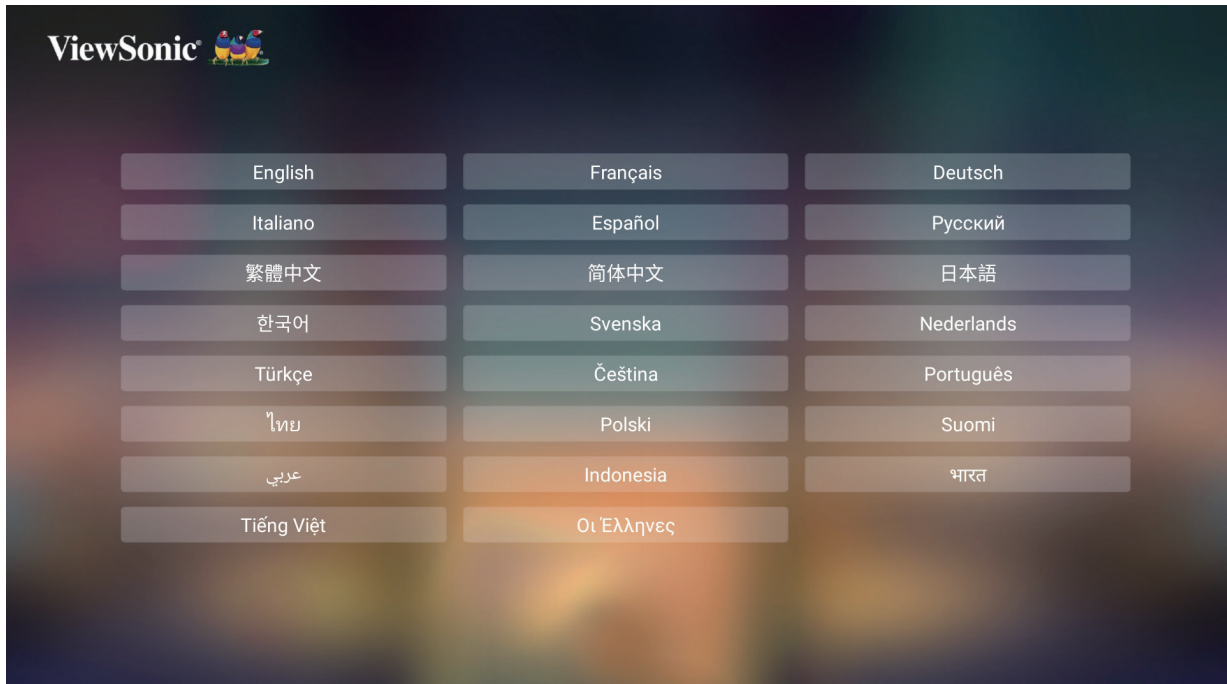 ViewSonic®
English Français Deutsch
Italiano Español Русский
繁體中文 简体中文 日本語
한국어 Svenska Nederlands
Türkçe Čeština Português
ไทย Polski Suomi
عربي Indonesia भारत
Tiếng Việt Οι Έλληνες